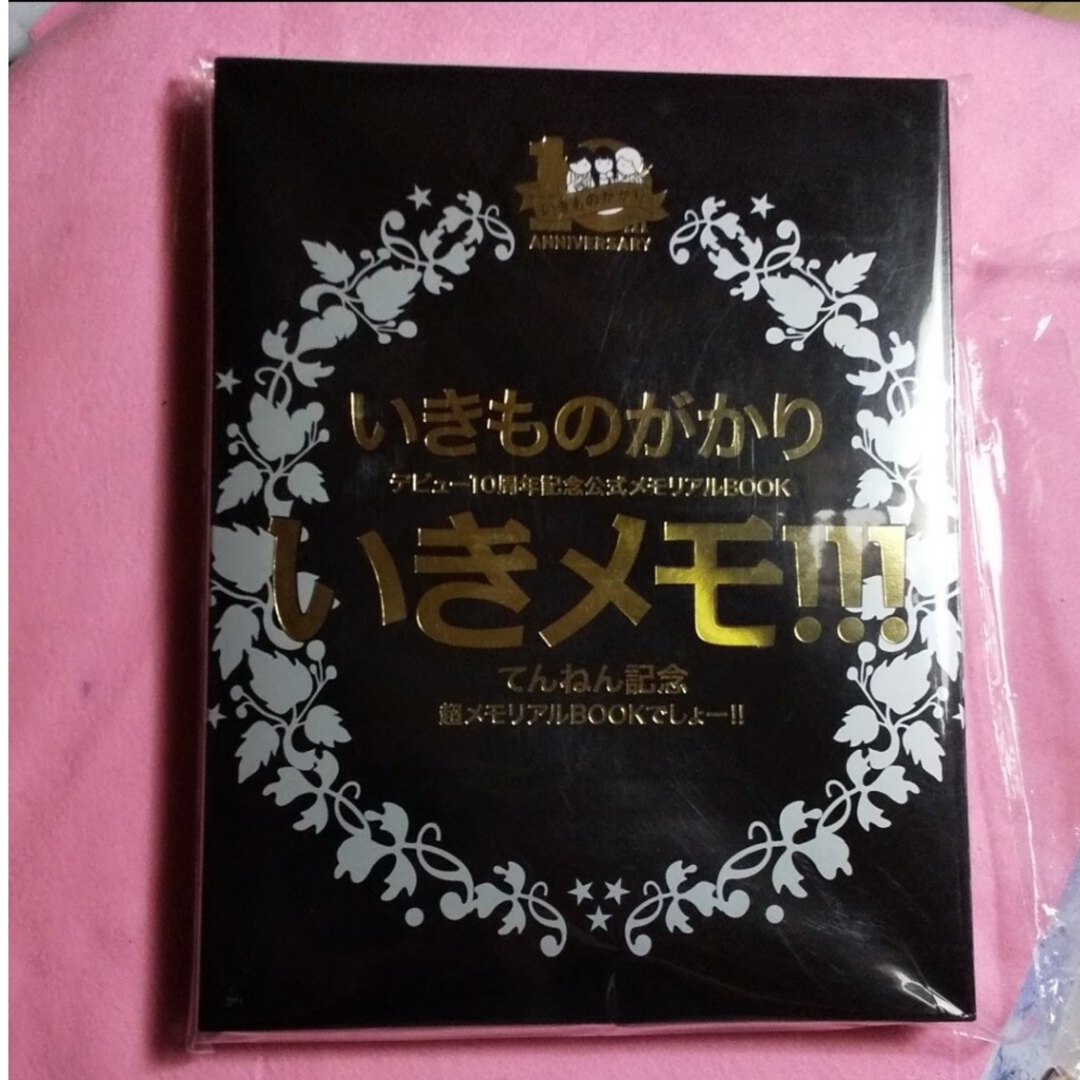 10
いきものがかり
TH
ANNIVERSARY
いきものがかり
デビュー10周年記念公式メモリアルBOOK
いきメモ!!!
てんねん記念
超メモリアルBOOKでしょー!!